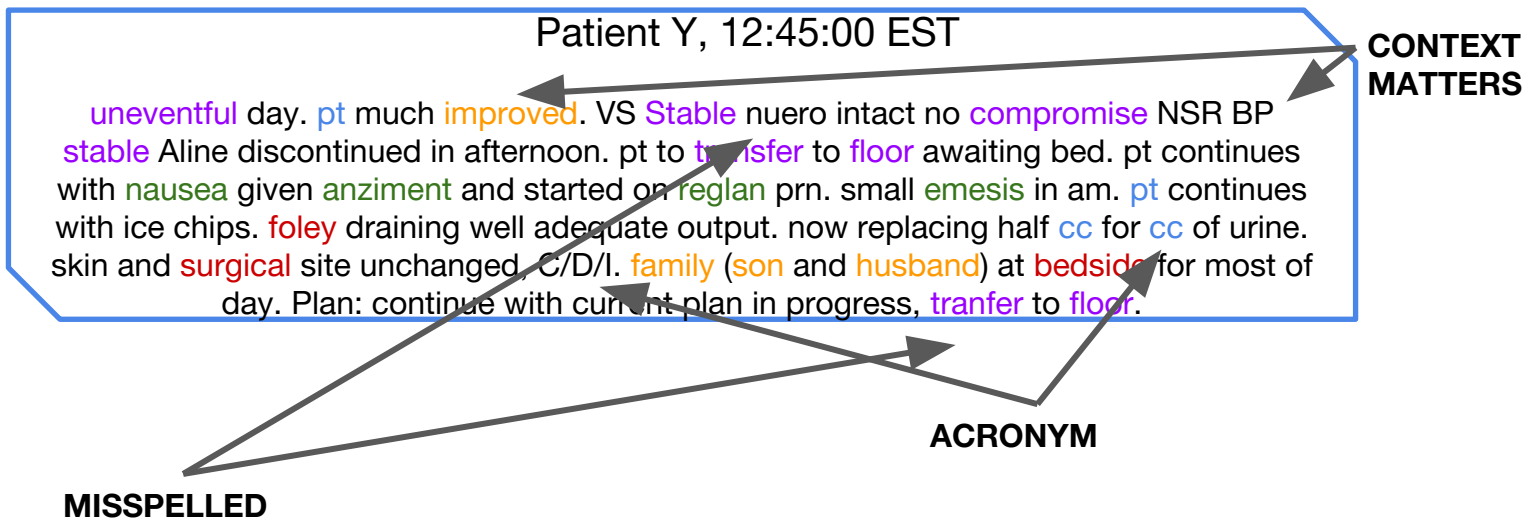 Patient Y, 12:45:00 EST
CONTEXT
MATTERS
uneventful day. pt much improved. VS Stable nuero intact no compromise NSR BP
stable Aline discontinued in afternoon. pt to transfer to floor awaiting bed. pt continues
with nausea given anziment and started on reglan prn. small emesis in am. pt continues
with ice chips. foley draining well adequate output. now replacing half cc for cc of urine.
skin and surgical site unchanged, C/D/I. family (son and husband) at bedside for most of
day. Plan: continue with current plan in progress, tranfer to floor.
ACRONYM
MISSPELLED